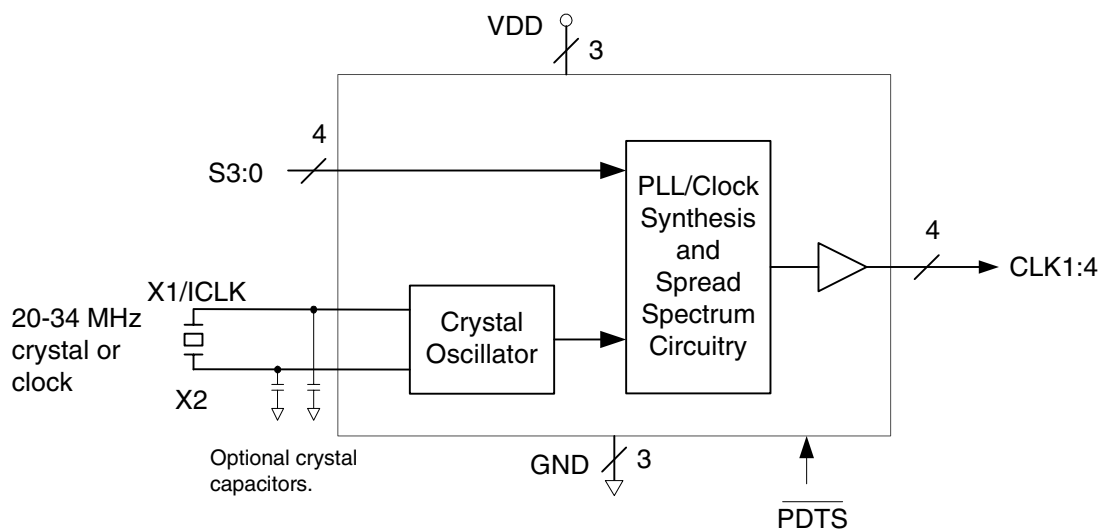 VDD
3
4
S3:0
PLL/Clock
Synthesis
and
Spread
Spectrum
Circuitry
4
CLK1:4
X1/ICLK
20-34 MHz
crystal or
clock
Crystal
Oscillator
X2
Optional crystal
capacitors.
GND
3
PDTS